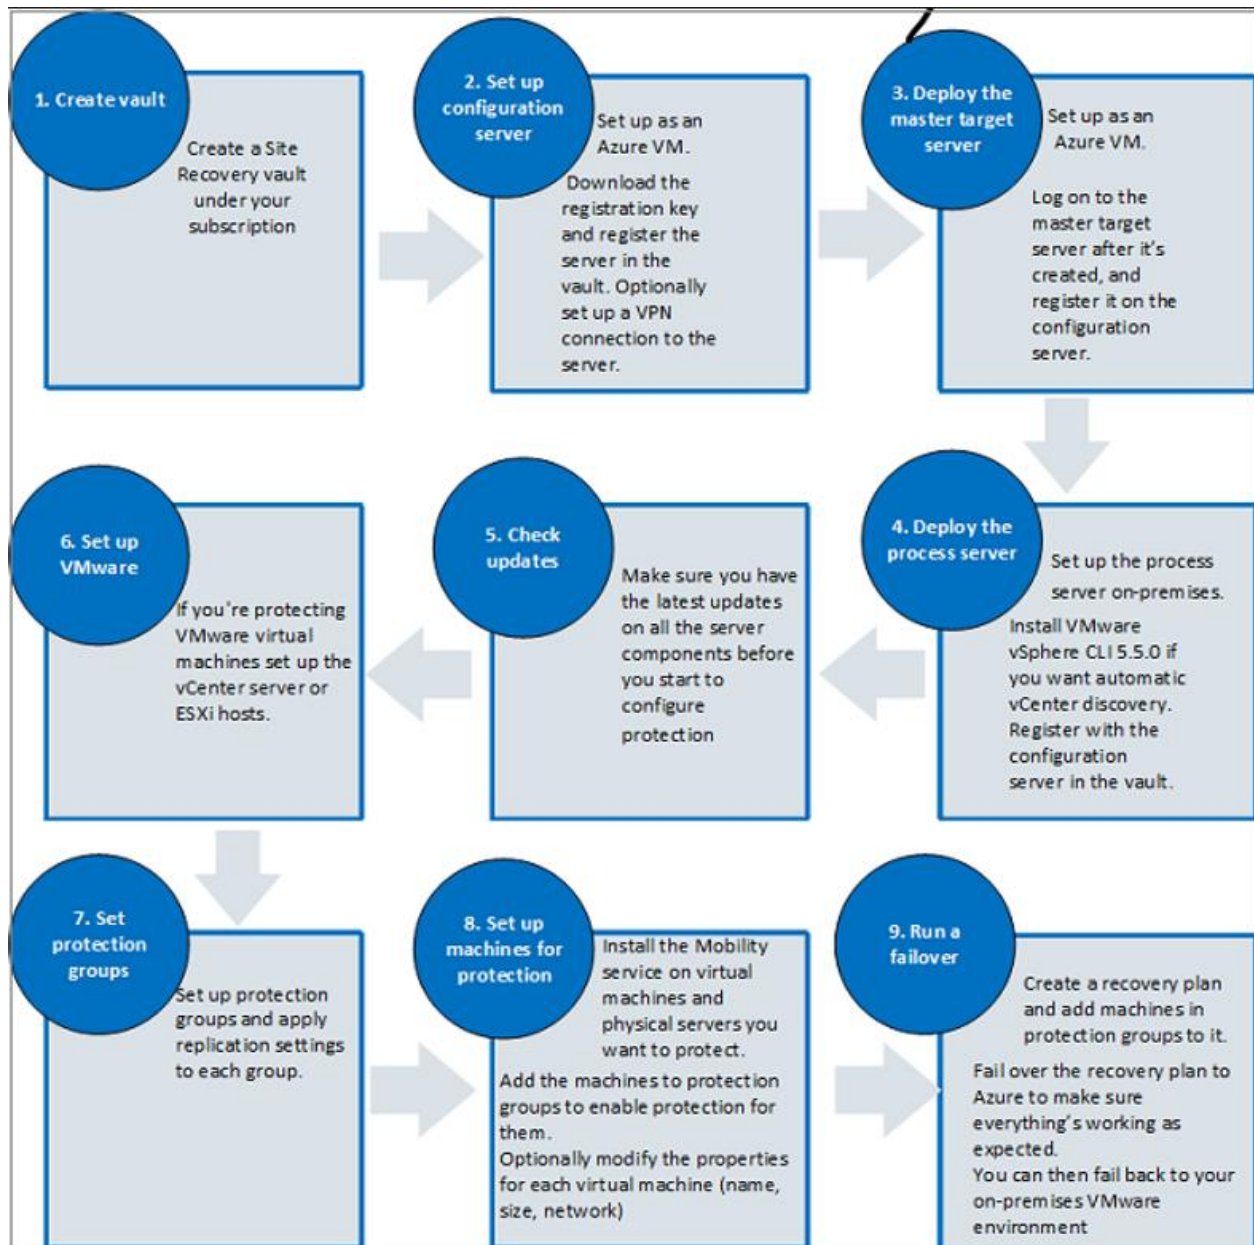 1. Create vault
Create a Site
Recovery vault
under your
subscription
2. Set up
configuration
server
Set up as an
Azure VM.
Download the
registration key
and register the
server in the
vault. Optionally
set up a VPN
connection to the
server.
3. Deploy the
master target
server
Set up as an
Azure VM.
Log on to the
master target
server after it's
created, and
register it on the
configuration
server.
4. Deploy the
process server
Set up the process
server on-premises.
Install VMware
vSphere CLI 5.5.0 if
you want automatic
vCenter discovery.
Register with the
configuration
server in the vault.
5. Check
updates
Make sure you have
the latest updates
on all the server
components before
you start to
configure
protection
6. Set up
VMware
If you're protecting
VMware virtual
machines set up the
vCenter server or
ESXi hosts.
7. Set
protection
groups
Set up protection
groups and apply
replication settings
to each group.
8. Set up
machines for
protection
Install the Mobility
service on virtual
machines and
physical servers you
want to protect.
Add the machines to protection
groups to enable protection for
them.
Optionally modify the properties
for each virtual machine (name,
size, network)
9. Run a
failover
Create a recovery plan
and add machines in
protection groups to it.
Fail over the recovery plan to
Azure to make sure
everything's working as
expected.
You can then fail back to your
on-premises VMware
environment